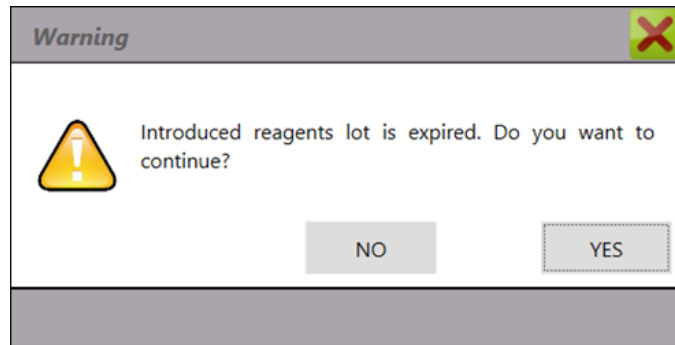 Warning
Introduced reagents lot is expired. Do you want to
continue?
NO
YES